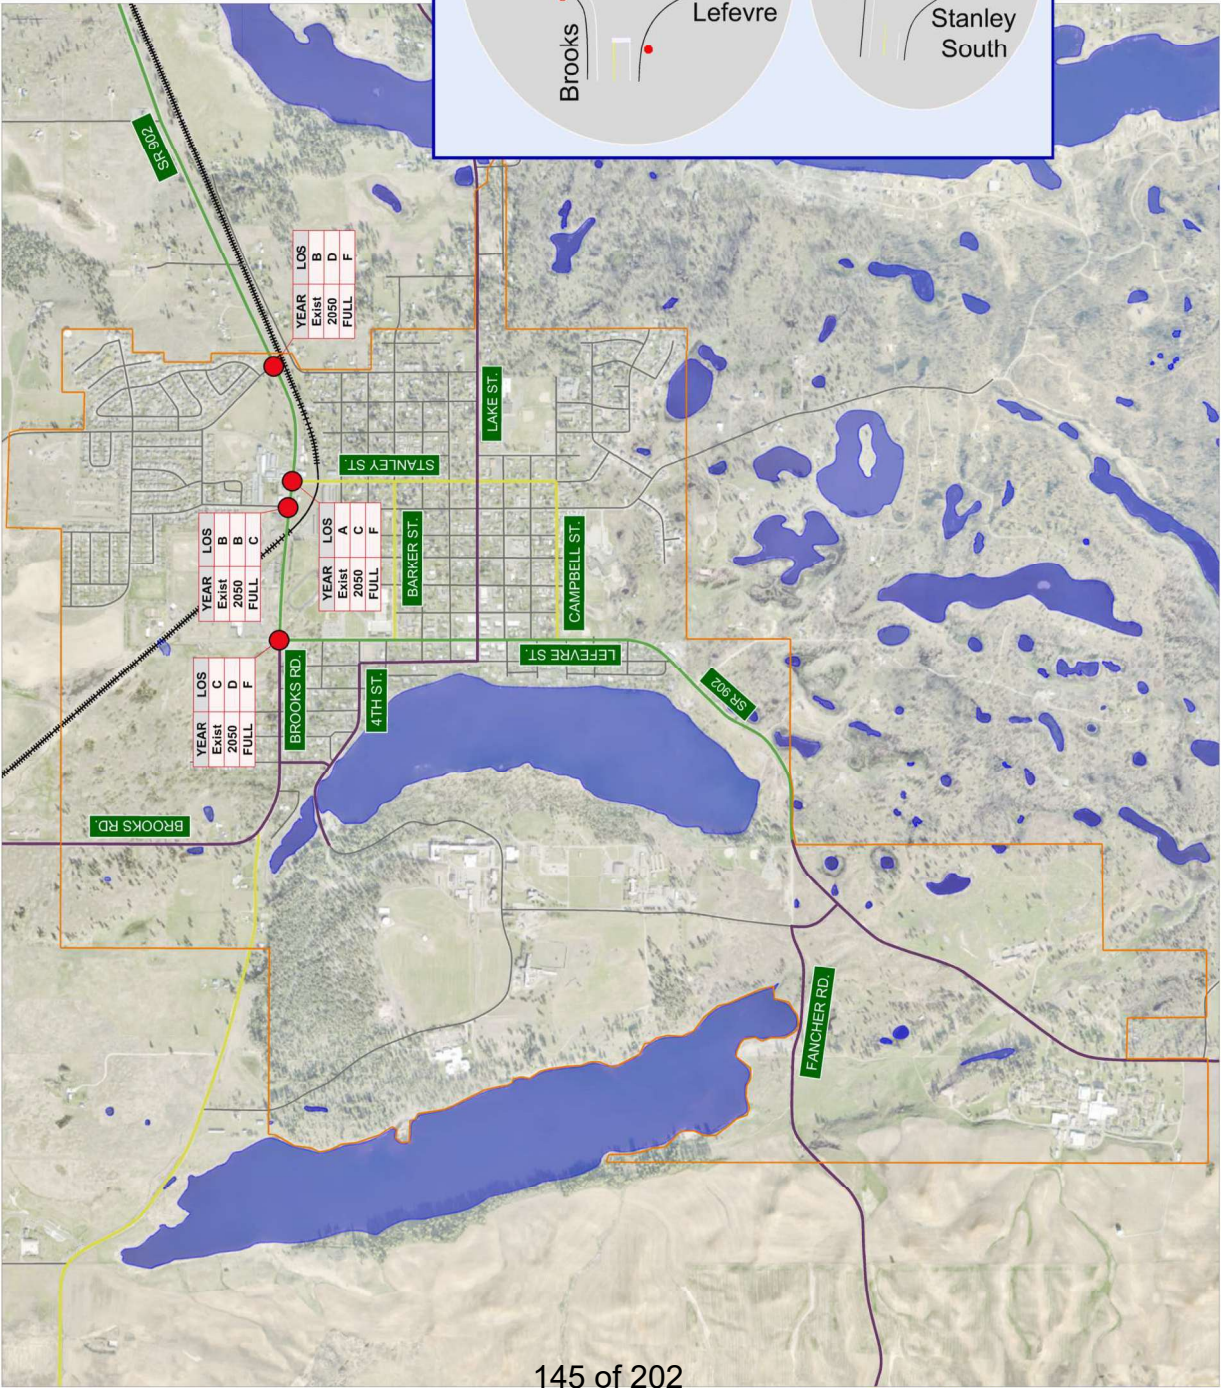 Brooks
Lefevre
Stanley
South
SR 902
YEAR LOS
Exist B
2050 D
FULL F
LAKE ST.
STANLEY ST.
YEAR LOS
Exist B
2050 B
FULL C
YEAR LOS
Exist A
2050 C
FULL F
BARKER ST.
CAMPBELL ST.
LEFEVRE ST.
YEAR LOS
Exist C
2050 D
FULL F
BROOKS RD.
4TH ST.
SR 902
BROOKS RD.
FANCHER RD.
145 of 202